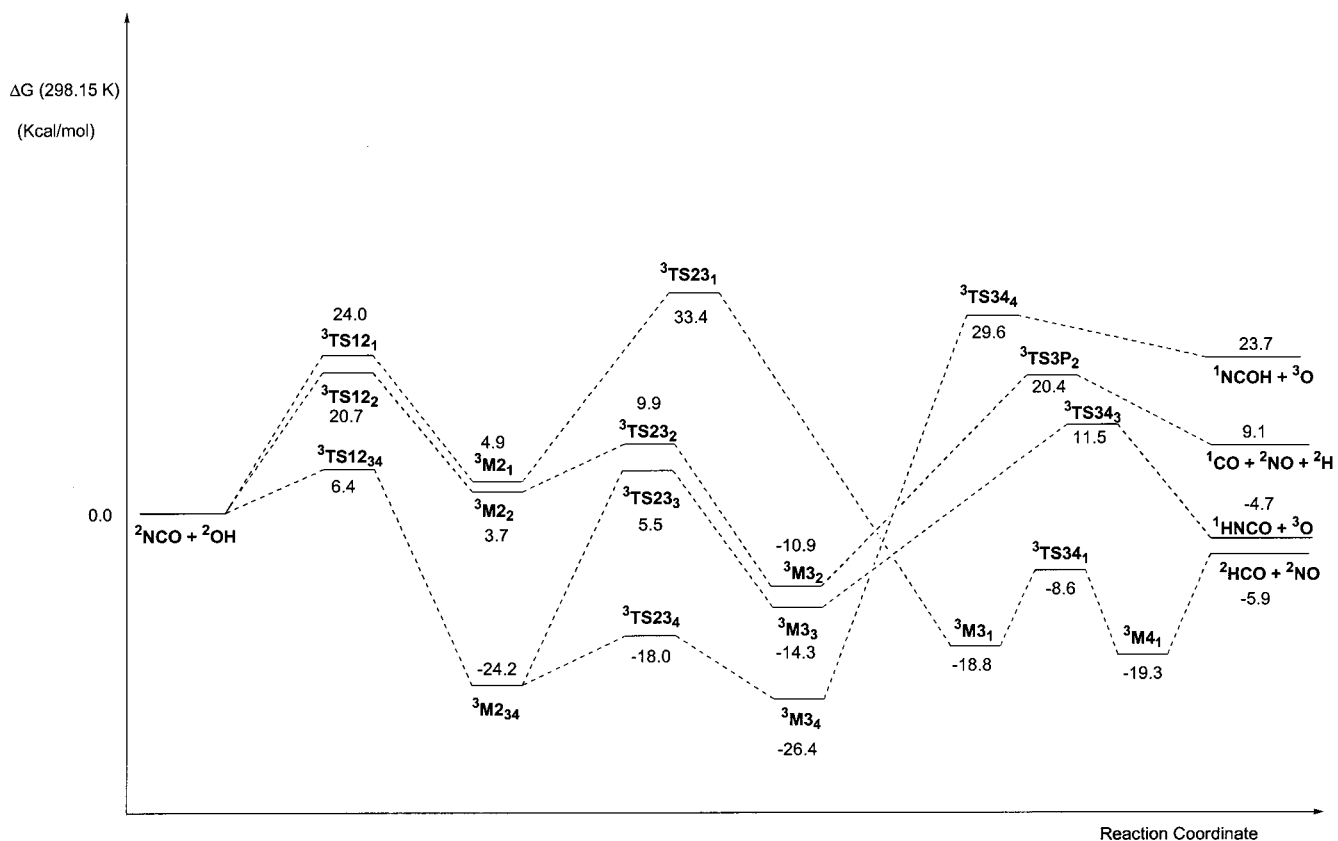 ΔG (298.15 K)
(Kcal/mol)
0.0
²NCO + ²OH
24.0
³TS12₁
³TS12₂
20.7
³TS12₃₄
6.4
4.9
³M2₁
³M2₂
3.7
-24.2
³M2₃₄
³TS23₁
33.4
9.9
³TS23₂
³TS23₃
5.5
³TS23₄
-18.0
-10.9
³M3₂
³M3₃
-14.3
³M3₄
-26.4
³TS34₄
29.6
³TS3P₂
20.4
³TS34₃
11.5
³M3₁
-18.8
³TS34₁
-8.6
³M4₁
-19.3
23.7
¹NCOH + ³O
9.1
¹CO + ²NO + ²H
-4.7
¹HNCO + ³O
²HCO + ²NO
-5.9
Reaction Coordinate